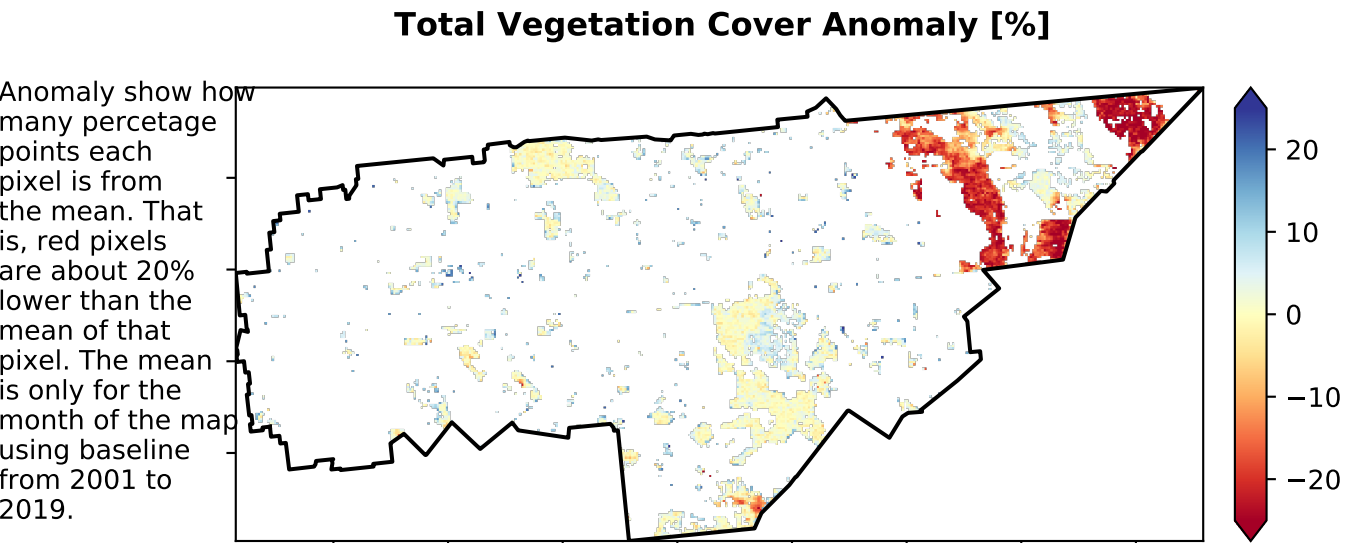 Total Vegetation Cover Anomaly [%]
Anomaly show how
many percetage
points each
pixel is from
the mean. That
is, red pixels
are about 20%
lower than the
mean of that
pixel. The mean
is only for the
month of the map
using baseline
from 2001 to
2019.
20
10
0
−10
−20